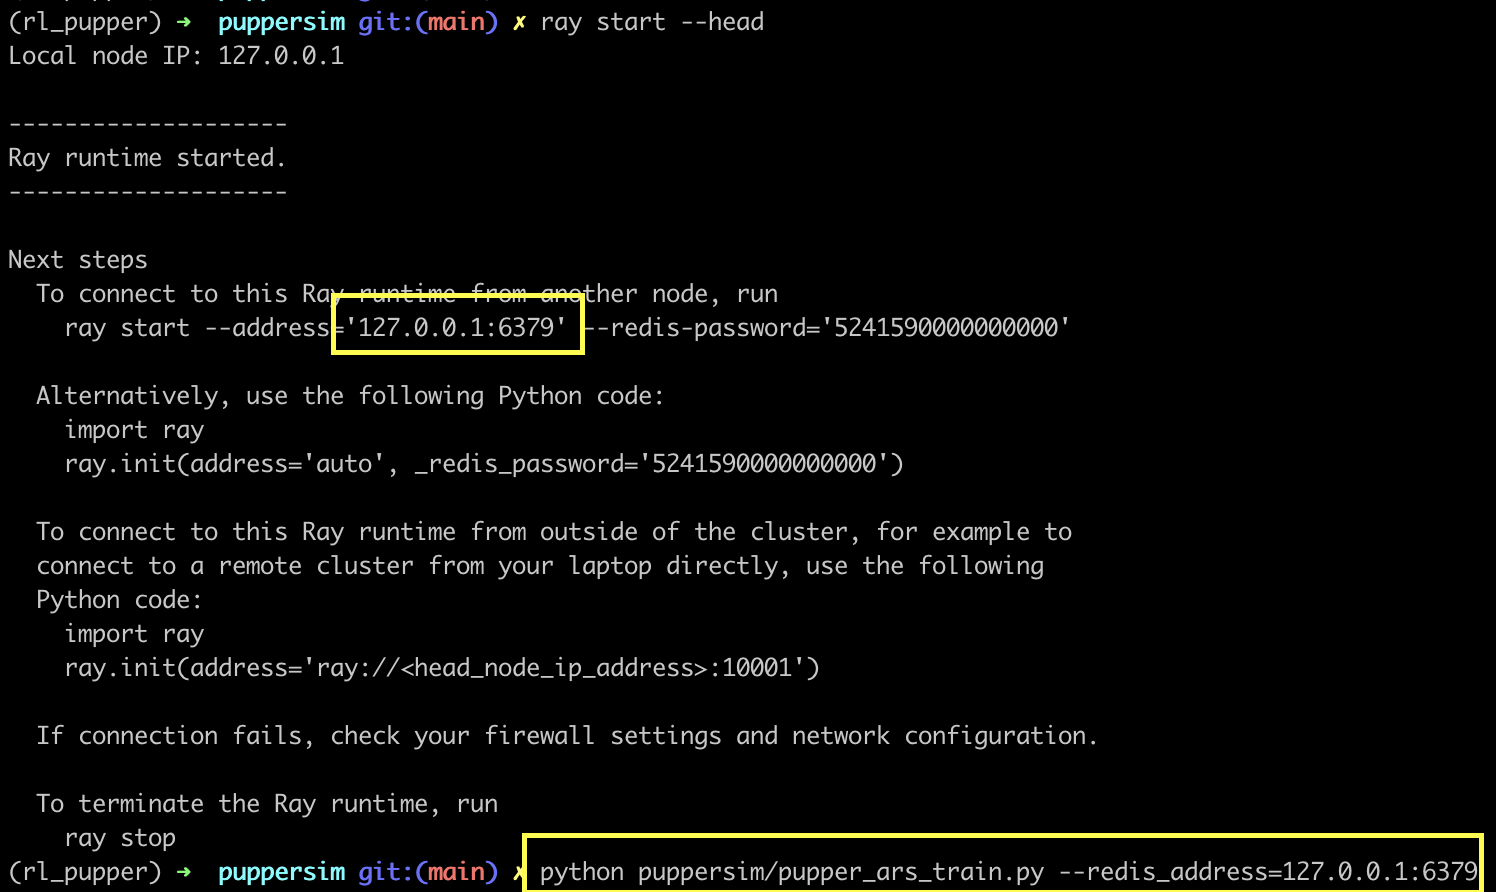 (rl_pupper) ➜  puppersim git:(main) ✗ ray start --head
Local node IP: 127.0.0.1
--------------------
Ray runtime started.
--------------------
Next steps
  To connect to this Ray runtime from another node, run
    ray start --address='127.0.0.1:6379' --redis-password='5241590000000000'
  Alternatively, use the following Python code:
    import ray
    ray.init(address='auto', _redis_password='5241590000000000')
  To connect to this Ray runtime from outside of the cluster, for example to
  connect to a remote cluster from your laptop directly, use the following
  Python code:
    import ray
    ray.init(address='ray://<head_node_ip_address>:10001')
  If connection fails, check your firewall settings and network configuration.
  To terminate the Ray runtime, run
    ray stop
(rl_pupper) ➜  puppersim git:(main) ✗ python puppersim/pupper_ars_train.py --redis_address=127.0.0.1:6379